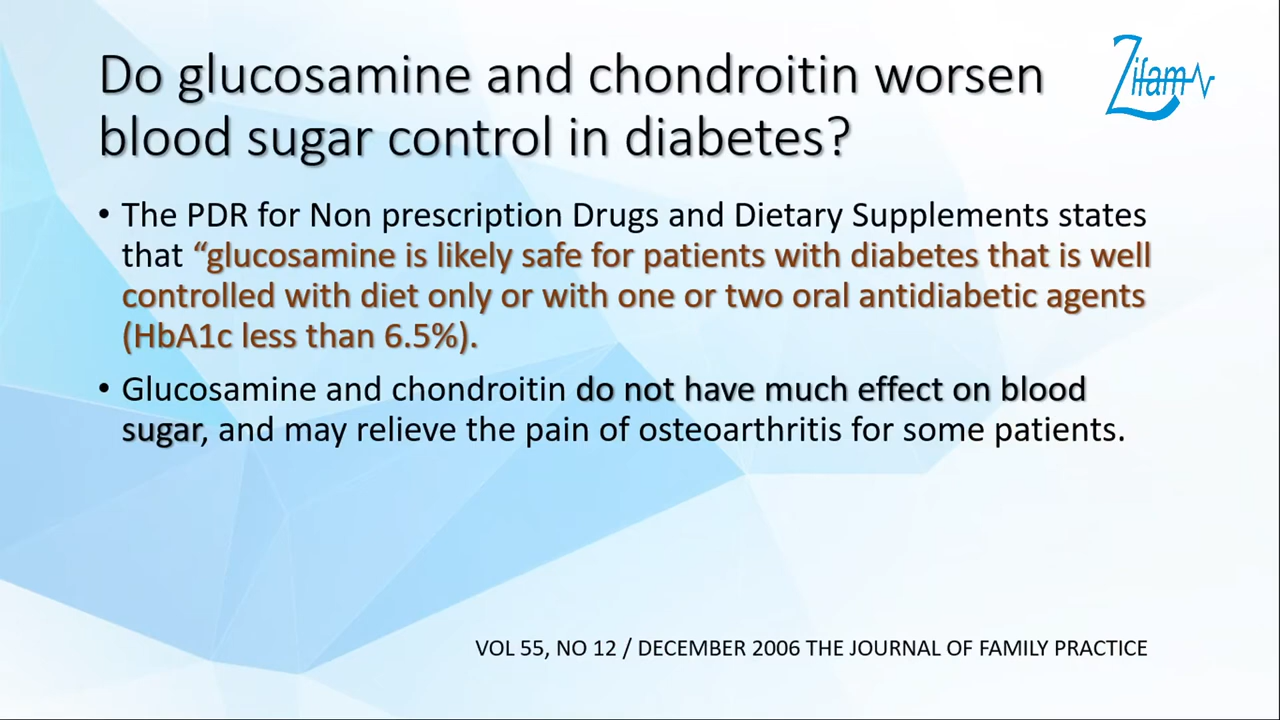 Do glucosamine and chondroitin worsen
blood sugar control in diabetes?
Zifam
• The PDR for Non prescription Drugs and Dietary Supplements states
that “glucosamine is likely safe for patients with diabetes that is well
controlled with diet only or with one or two oral antidiabetic agents
(HbA1c less than 6.5%).
• Glucosamine and chondroitin do not have much effect on blood
sugar, and may relieve the pain of osteoarthritis for some patients.
VOL 55, NO 12 / DECEMBER 2006 THE JOURNAL OF FAMILY PRACTICE